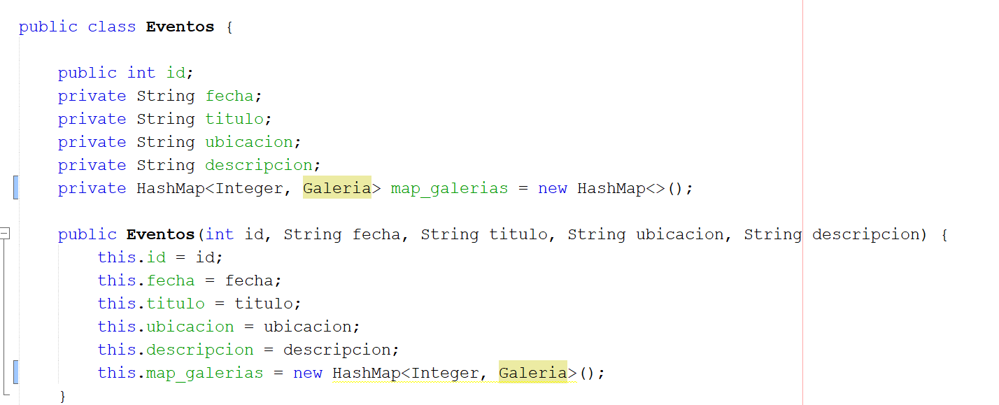 public class Eventos {
public int id;
private String fecha;
private String titulo;
private String ubicacion;
private String descripcion;
private HashMap<Integer, Galeria> map_galerias = new HashMap<>();
public Eventos(int id, String fecha, String titulo, String ubicacion, String descripcion) {
this.id = id;
this.fecha = fecha;
this.titulo = titulo;
this.ubicacion = ubicacion;
this.descripcion = descripcion;
this.map_galerias = new HashMap<Integer, Galeria>();
}